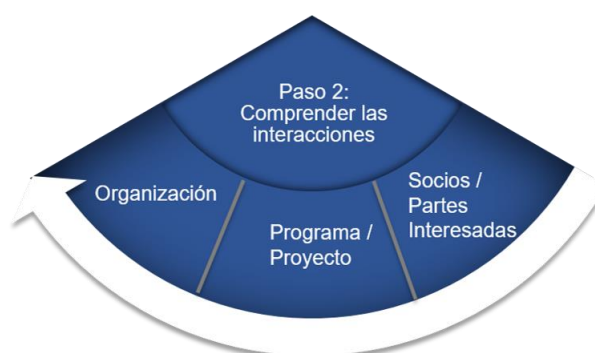 Paso 2:
Comprender las
interacciones
Organización
Programa /
Proyecto
Socios /
Partes
Interesadas